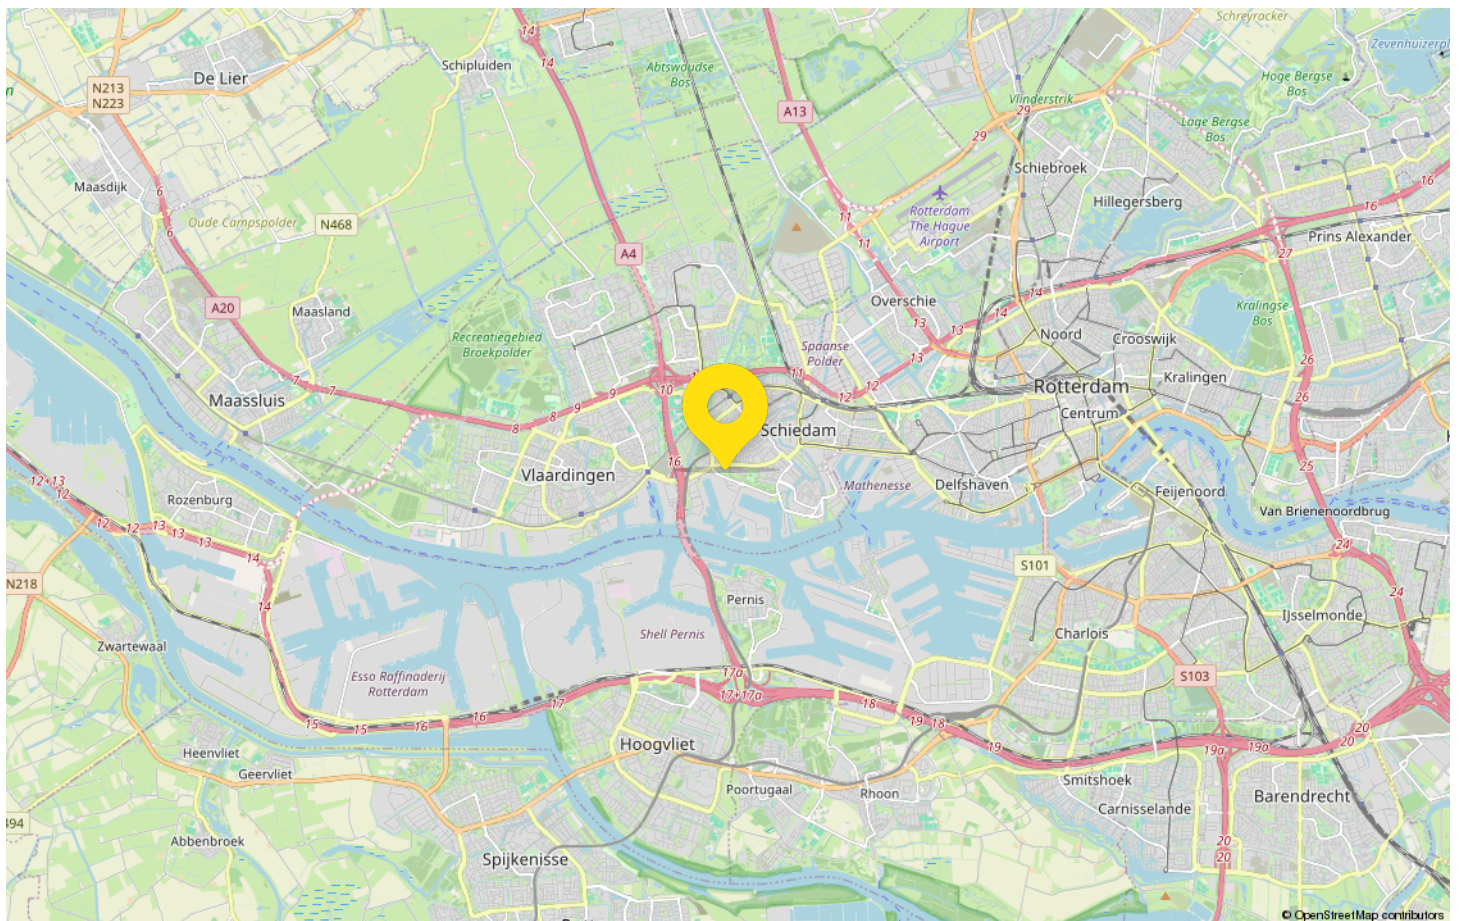 Schreyracker
14
14
De Lier
Schipluiden
Abtswoudse
Bos
Hoge Bergse
Bos
N213
N223
A13
Vlinderstrik
29
29
29
Lage Bergse
Bos
Maasdijk
6
6
Schiebroek
16
16
Hillegersberg
Oude Campspolder
N468
Rotterdam
The Hague
Airport
11
11
Prins Alexander
27
A4
A20
Maasland
Overschie
14
14
13
13
13
Kralingse
Bos
Recreatiegebied
Broekpolder
Spaanse
Polder
Noord
Crooswijk
26
26
7
7
Maassluis
8
8
9
9
10
11
12
12
Rotterdam
Centrum
Kralingen
Schiedam
Vlaardingen
16
25
Mathenesse
Delfshaven
Feijenoord
Van Brienenoordbrug
12+13
12
Rozenburg
12
12
13
13
13
14
14
24
24
N218
S101
Pernis
Shell Pernis
Zwartewaal
Charlois
IJsselmonde
Esso Raffinaderij
Rotterdam
17a
17+17a
S103
15
15
16
16
17
18
19
18
19
19a
19a
20
20
Heenvliet
Geervliet
Hoogvliet
Poortugaal
Rhoon
Smitshoek
Carnisselande
Barendrecht
494
Abbenbroek
Spijkenisse
20
20
© OpenStreetMap contributors